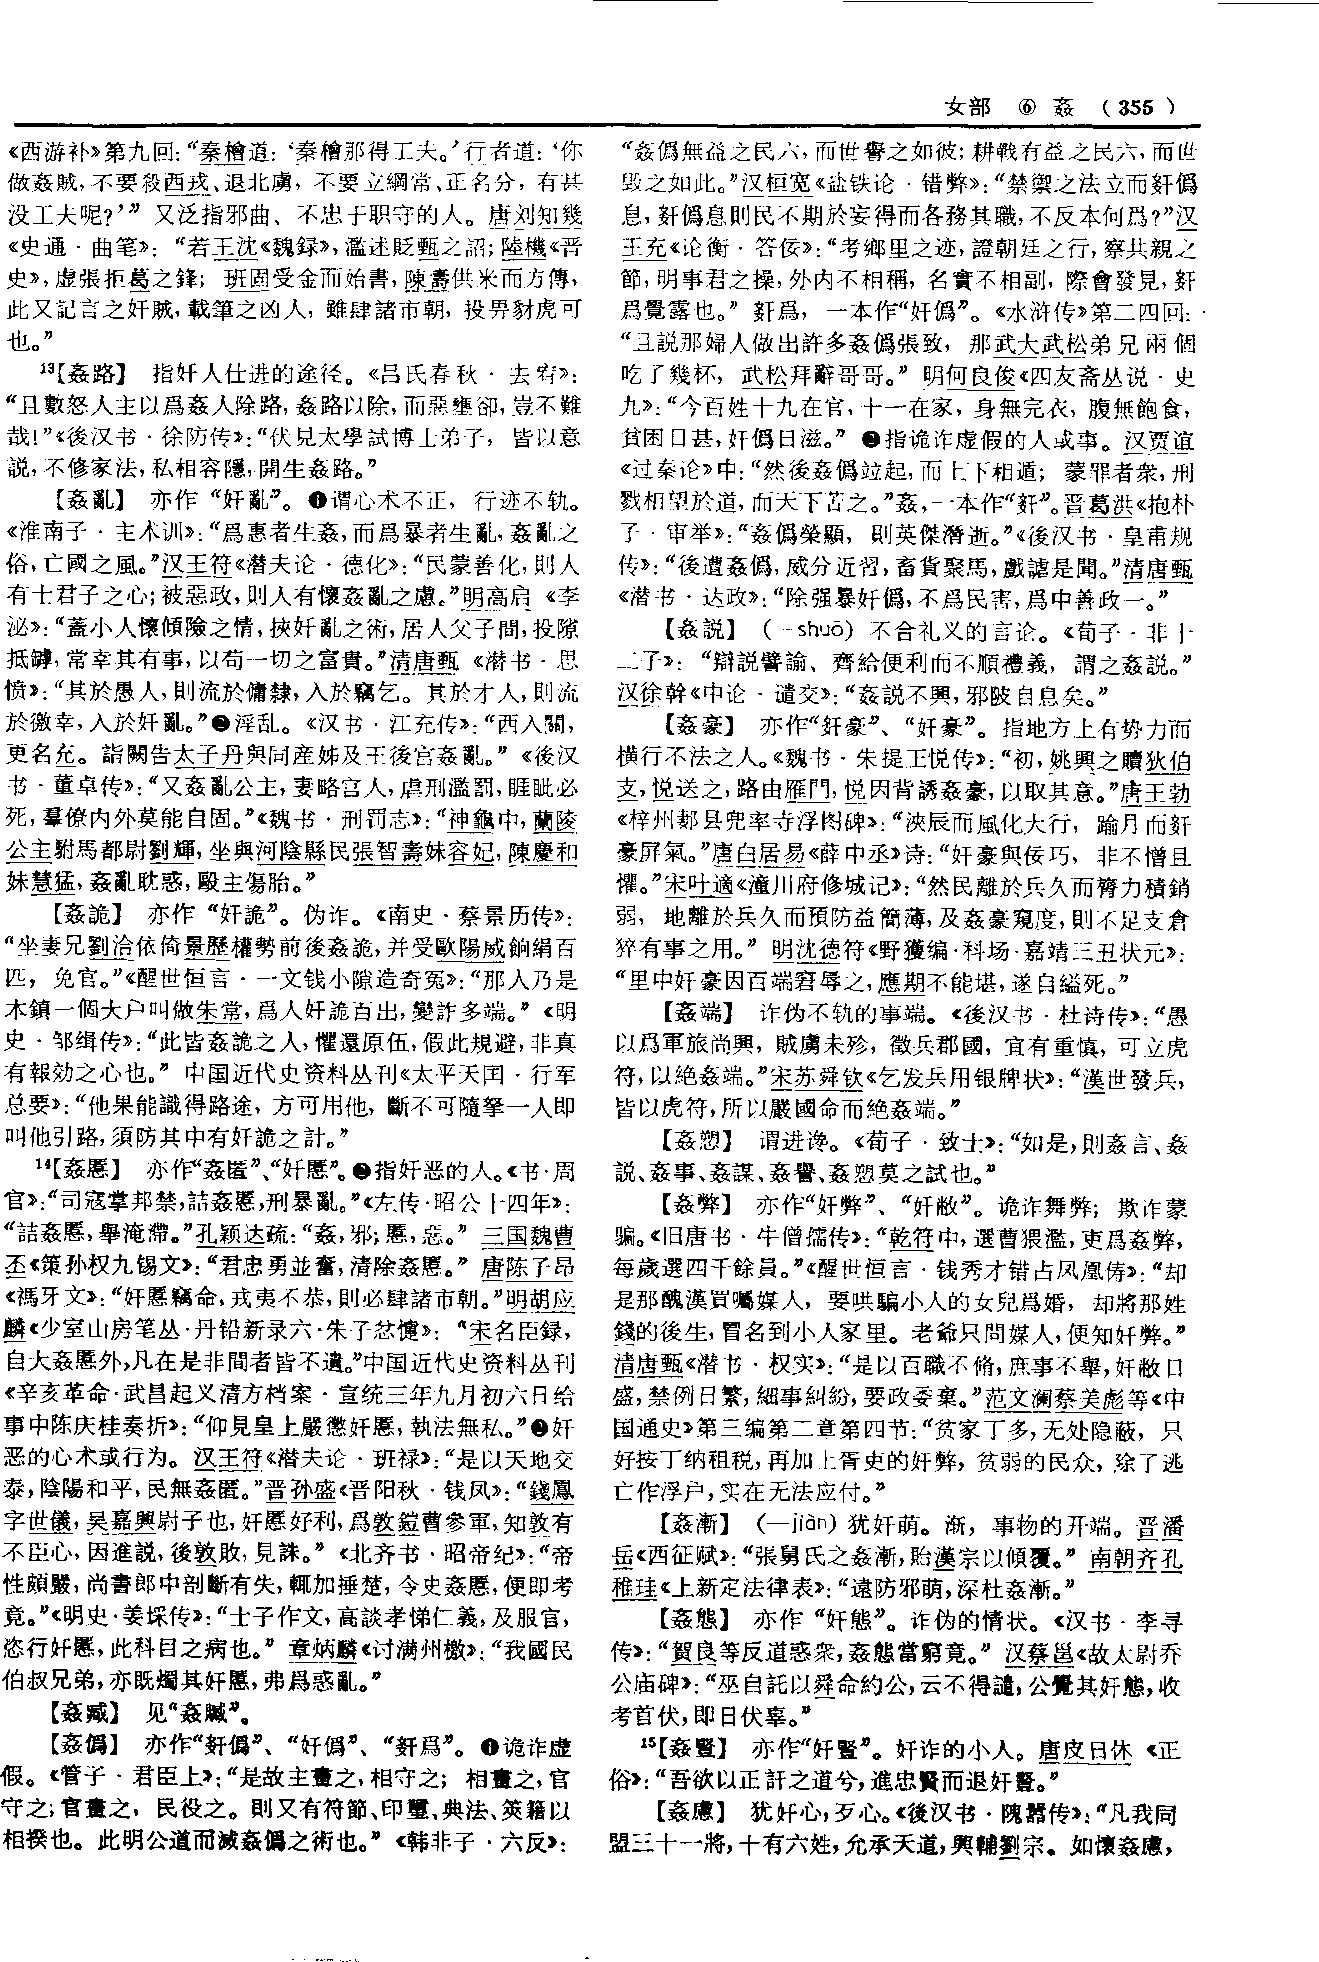 女部 ⑥ 姦 (355)
《西游补》第九回：“秦檜道：‘秦檜那得工夫。’行者道：‘你
做姦賊，不要殺西戎、退北虜，不要立綱常、正名分，有甚
没工夫呢？’” 又泛指邪曲、不忠于职守的人。唐刘知幾
《史通·曲笔》：“若王沈《魏録》，濫述貶甄之詔；陸機《晋
史》，虚張拒葛之鋒；班固受金而始書，陳壽供米而方傳，
此又記言之奸賊，載筆之凶人，雖肆諸市朝，投畀豺虎可
也。”
¹³【姦路】 指奸人仕进的途径。《吕氏春秋·去宥》：
“且數怒人主以爲姦人除路，姦路以除，而惡壅卻，豈不難
哉！”《後汉书·徐防传》：“伏見太學試博士弟子，皆以意
説，不修家法，私相容隱，開生姦路。”
【姦亂】 亦作“奸亂”。❶谓心术不正，行迹不轨。
《淮南子·主术训》：“爲惠者生姦，而爲暴者生亂，姦亂之
俗，亡國之風。”汉王符《潜夫论·德化》：“民蒙善化，則人
有士君子之心；被惡政，則人有懷姦亂之慮。”明高启《李
泌》：“蓋小人懷傾險之情，挾奸亂之術，居人父子間，投隙
抵罅，常幸其有事，以苟一切之富貴。”清唐甄《潜书·思
愤》：“其於愚人，則流於傭隸，入於竊乞。其於才人，則流
於徼幸，入於奸亂。”❷淫乱。《汉书·江充传》：“西入關，
更名充。詣闕告太子丹與同産姊及王後宫姦亂。”《後汉
书·董卓传》：“又姦亂公主，妻略宫人，虐刑濫罰，睚眦必
死，羣僚内外莫能自固。”《魏书·刑罚志》：“神龜中，蘭陵
公主駙馬都尉劉輝，坐與河陰縣民張智壽妹容妃，陳慶和
妹慧猛，姦亂耽惑，毆主傷胎。”
【姦詭】 亦作“奸詭”。伪诈。《南史·蔡景历传》：
“坐妻兄劉洽依倚景歷權勢前後姦詭，并受歐陽威餉絹百
匹，免官。”《醒世恒言·一文钱小隙造奇冤》：“那人乃是
本鎮一個大户叫做朱常，爲人奸詭百出，變詐多端。”《明
史·邹缉传》：“此皆姦詭之人，懼還原伍，假此規避，非真
有報効之心也。”中国近代史资料丛刊《太平天囯·行军
总要》：“他果能識得路途，方可用他，斷不可隨拏一人即
叫他引路，須防其中有奸詭之計。”
¹⁴【姦慝】 亦作“姦匿”、“奸慝”。❶指奸恶的人。《书·周
官》：“司寇掌邦禁，詰姦慝，刑暴亂。”《左传·昭公十四年》：
“詰姦慝，舉淹滯。”孔颖达疏：“姦，邪；慝，惡。”三国魏曹
丕《策孙权九锡文》：“君忠勇並奮，清除姦慝。”唐陈子昂
《禡牙文》：“奸慝竊命，戎夷不恭，則必肆諸市朝。”明胡应
麟《少室山房笔丛·丹铅新录六·朱子忿懥》：“宋名臣録，
自大姦慝外，凡在是非間者皆不遺。”中国近代史资料丛刊
《辛亥革命·武昌起义清方档案·宣统三年九月初六日给
事中陈庆桂奏折》：“仰見皇上嚴懲奸慝，執法無私。”❷奸
恶的心术或行为。汉王符《潜夫论·班禄》：“是以天地交
泰，陰陽和平，民無姦匿。”晋孙盛《晋阳秋·钱凤》：“錢鳳
字世儀，吴嘉興尉子也，奸慝好利，爲敦鎧曹參軍，知敦有
不臣心，因進説，後敦敗，見誅。”《北齐书·昭帝纪》：“帝
性頗嚴，尚書郎中剖斷有失，輒加捶楚，令史姦慝，便即考
竟。”《明史·姜埰传》：“士子作文，高談孝悌仁義，及服官，
恣行奸慝，此科目之病也。”章炳麟《讨满州檄》：“我國民
伯叔兄弟，亦既燭其奸慝，弗爲惑亂。”
【姦臧】 见“姦贓”。
【姦僞】 亦作“姧僞”、“奸僞”、“姧爲”。❶诡诈虚
假。《管子·君臣上》：“是故主畫之，相守之；相畫之，官
守之；官畫之，民役之。則又有符節、印璽、典法、筴籍以
相揆也。此明公道而滅姦僞之術也。”《韩非子·六反》：
“姦僞無益之民六，而世譽之如彼；耕戰有益之民六，而世
毁之如此。”汉桓宽《盐铁论·错弊》：“禁禦之法立而姧僞
息，姧僞息則民不期於妄得而各務其職，不反本何爲？”汉
王充《论衡·答佞》：“考鄉里之迹，證朝廷之行，察共親之
節，明事君之操，外内不相稱，名實不相副，際會發見，姧
爲覺露也。”姧爲，一本作“奸僞”。《水浒传》第二四回：
“且説那婦人做出許多姦僞張致，那武大武松弟兄兩個
吃了幾杯，武松拜辭哥哥。”明何良俊《四友斋丛说·史
九》：“今百姓十九在官，十一在家，身無完衣，腹無飽食，
貧困日甚，奸僞日滋。”❷指诡诈虚假的人或事。汉贾谊
《过秦论》中：“然後姦僞竝起，而上下相遁；蒙罪者衆，刑
戮相望於道，而天下苦之。”姦，一本作“姧”。晋葛洪《抱朴
子·审举》：“姦僞榮顯，則英傑潛逝。”《後汉书·皇甫规
传》：“後遭姦僞，威分近習，畜貨聚馬，戲謔是聞。”清唐甄
《潜书·达政》：“除强暴奸僞，不爲民害，爲中善政一。”
【姦説】 (－shuō) 不合礼义的言论。《荀子·非十
二子》：“辯説譬諭、齊給便利而不順禮義，謂之姦説。”
汉徐幹《中论·谴交》：“姦説不興，邪陂自息矣。”
【姦豪】 亦作“姧豪”、“奸豪”。指地方上有势力而
横行不法之人。《魏书·朱提王悦传》：“初，姚興之贖狄伯
支，悦送之，路由雁門，悦因背誘姦豪，以取其意。”唐王勃
《梓州郪县兜率寺浮图碑》：“浹辰而風化大行，踰月而姧
豪屏氣。”唐白居易《薛中丞》诗：“奸豪與佞巧，非不憎且
懼。”宋叶适《潼川府修城记》：“然民離於兵久而膂力積銷
弱，地離於兵久而預防益簡薄，及姦豪窺度，則不足支倉
猝有事之用。”明沈德符《野獲编·科场·嘉靖三丑状元》：
“里中奸豪因百端窘辱之，應期不能堪，遂自縊死。”
【姦端】 诈伪不轨的事端。《後汉书·杜诗传》：“愚
以爲軍旅尚興，賊虜未殄，徵兵郡國，宜有重慎，可立虎
符，以絶姦端。”宋苏舜钦《乞发兵用银牌状》：“漢世發兵，
皆以虎符，所以嚴國命而絶姦端。”
【姦愬】 谓进谗。《荀子·致士》：“如是，則姦言、姦
説、姦事、姦謀、姦譽、姦愬莫之試也。”
【姦弊】 亦作“奸弊”、“奸敝”。诡诈舞弊；欺诈蒙
骗。《旧唐书·牛僧孺传》：“乾符中，選曹猥濫，吏爲姦弊，
每歲選四千餘員。”《醒世恒言·钱秀才错占凤凰俦》：“却
是那醜漢買囑媒人，要哄騙小人的女兒爲婚，却將那姓
錢的後生，冒名到小人家里。老爺只問媒人，便知奸弊。”
清唐甄《潜书·权实》：“是以百職不脩，庶事不舉，奸敝日
盛，禁例日繁，細事糾紛，要政委棄。”范文澜蔡美彪等《中
国通史》第三编第二章第四节：“贫家丁多，无处隐蔽，只
好按丁纳租税，再加上胥吏的奸弊，贫弱的民众，除了逃
亡作浮户，实在无法应付。”
【姦漸】 (－jiān) 犹奸萌。渐，事物的开端。晋潘
岳《西征赋》：“張舅氏之姦漸，貽漢宗以傾覆。”南朝齐孔
稚珪《上新定法律表》：“遠防邪萌，深杜姦漸。”
【姦態】 亦作“奸態”。诈伪的情状。《汉书·李寻
传》：“賀良等反道惑衆，姦態當窮竟。”汉蔡邕《故太尉乔
公庙碑》：“巫自託以舜命約公，云不得譴，公覺其奸態，收
考首伏，即日伏辜。”
¹⁵【姦豎】 亦作“奸豎”。奸诈的小人。唐皮日休《正
俗》：“吾欲以正訐之道兮，進忠賢而退奸豎。”
【姦慮】 犹奸心，歹心。《後汉书·隗嚣传》：“凡我同
盟三十一將，十有六姓，允承天道，興輔劉宗。如懷姦慮，